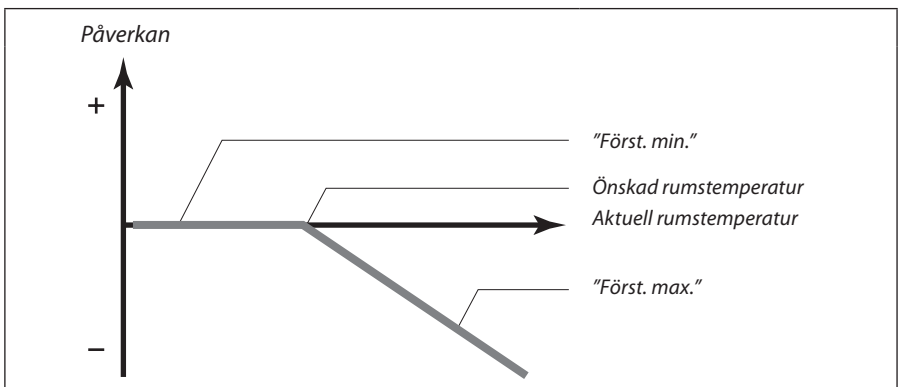 Påverkan
+
"Först. min."
Önskad rumstemperatur
Aktuell rumstemperatur
"Först. max."
–